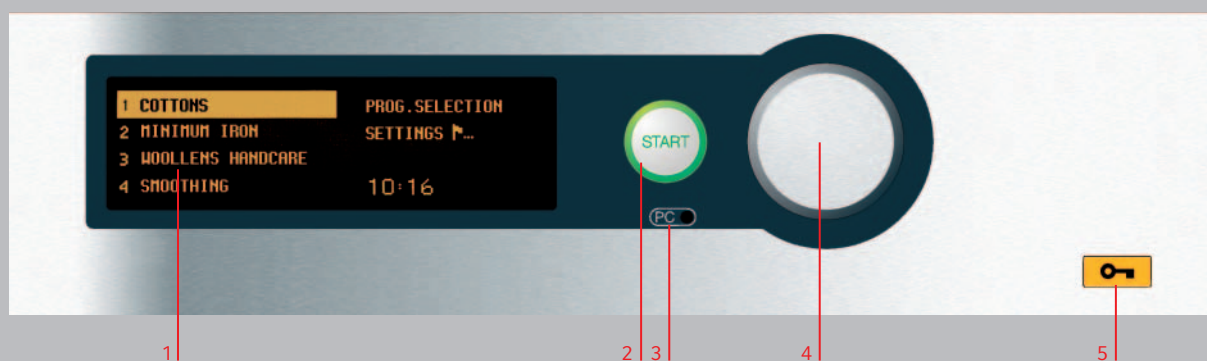 1 COTTONS
2 MINIMUM IRON
3 WOOLLENS HANDCARE
4 SMOOTHING
PROG.SELECTION
SETTINGS ...
10:16
START
PC
1
2
3
4
5